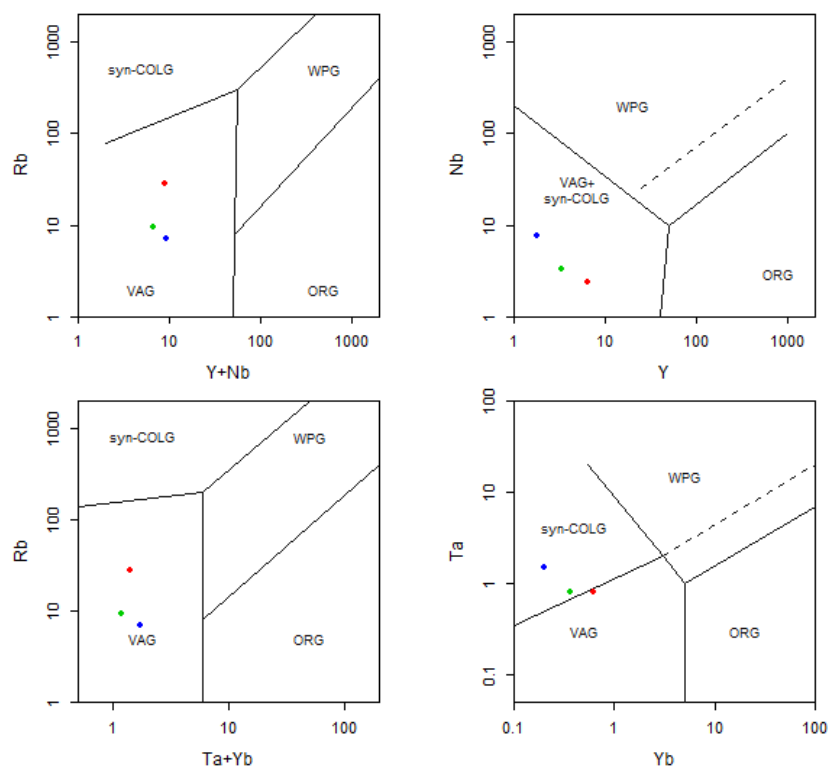 syn-COLG
WPG
VAG
ORG
Rb
1
10
100
1000
1
10
100
1000
Y+Nb
WPG
VAG+
syn-COLG
ORG
Nb
1
10
100
1000
1
10
100
1000
Y
syn-COLG
WPG
VAG
ORG
Rb
1
10
100
1000
1
10
100
Ta+Yb
WPG
syn-COLG
VAG
ORG
Ta
0.1
1
10
100
0.1
1
10
100
Yb